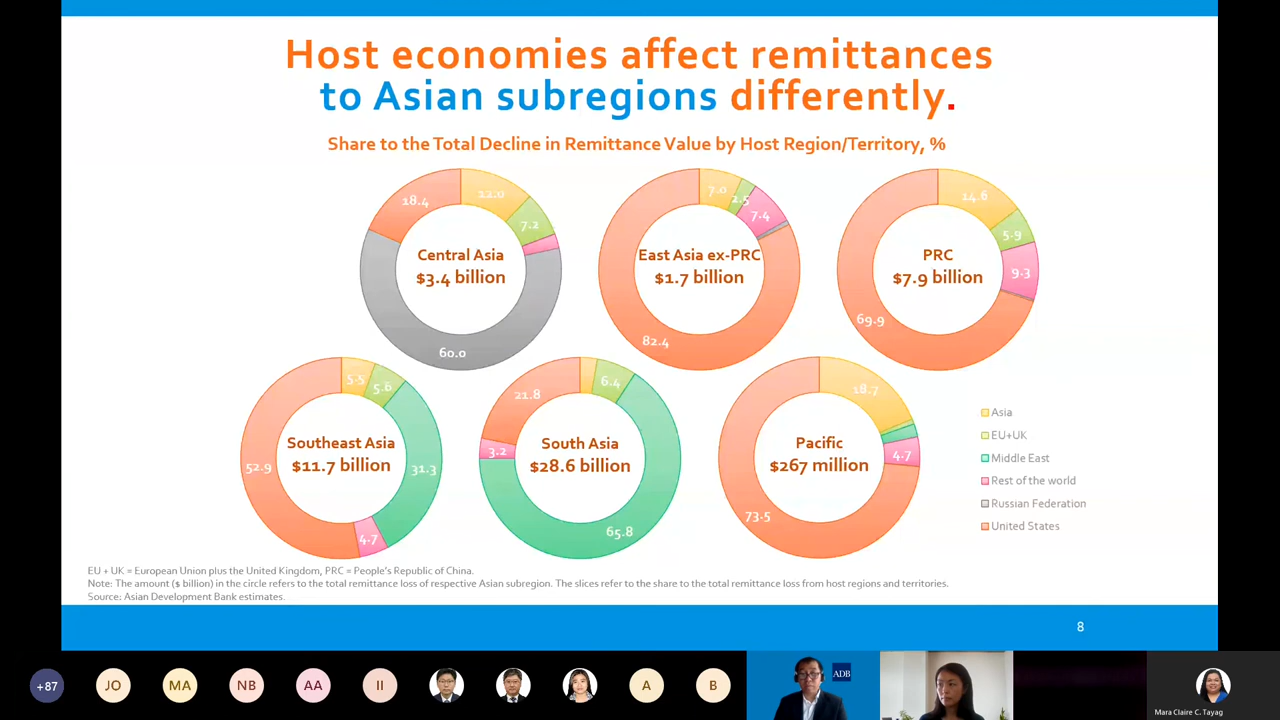 Host economies affect remittances
to Asian subregions differently.
Share to the Total Decline in Remittance Value by Host Region/Territory, %
18.4
12.0
7.2
Central Asia
$3.4 billion
60.0
7.0
2.5
7.4
East Asia ex-PRC
$1.7 billion
82.4
14.6
5.9
9.3
PRC
$7.9 billion
69.9
5.5
5.6
Southeast Asia
$11.7 billion
52.9
31.3
4.7
6.4
21.8
South Asia
$28.6 billion
3.2
65.8
18.7
Pacific
$267 million
4.7
73.5
Asia
EU+UK
Middle East
Rest of the world
Russian Federation
United States
EU + UK = European Union plus the United Kingdom, PRC = People's Republic of China.
Note: The amount ($ billion) in the circle refers to the total remittance loss of respective Asian subregion. The slices refer to the share to the total remittance loss from host regions and territories.
Source: Asian Development Bank estimates.
8
+87
JO
MA
NB
AA
II
A
B
ADB
Mara Claire C. Tayag